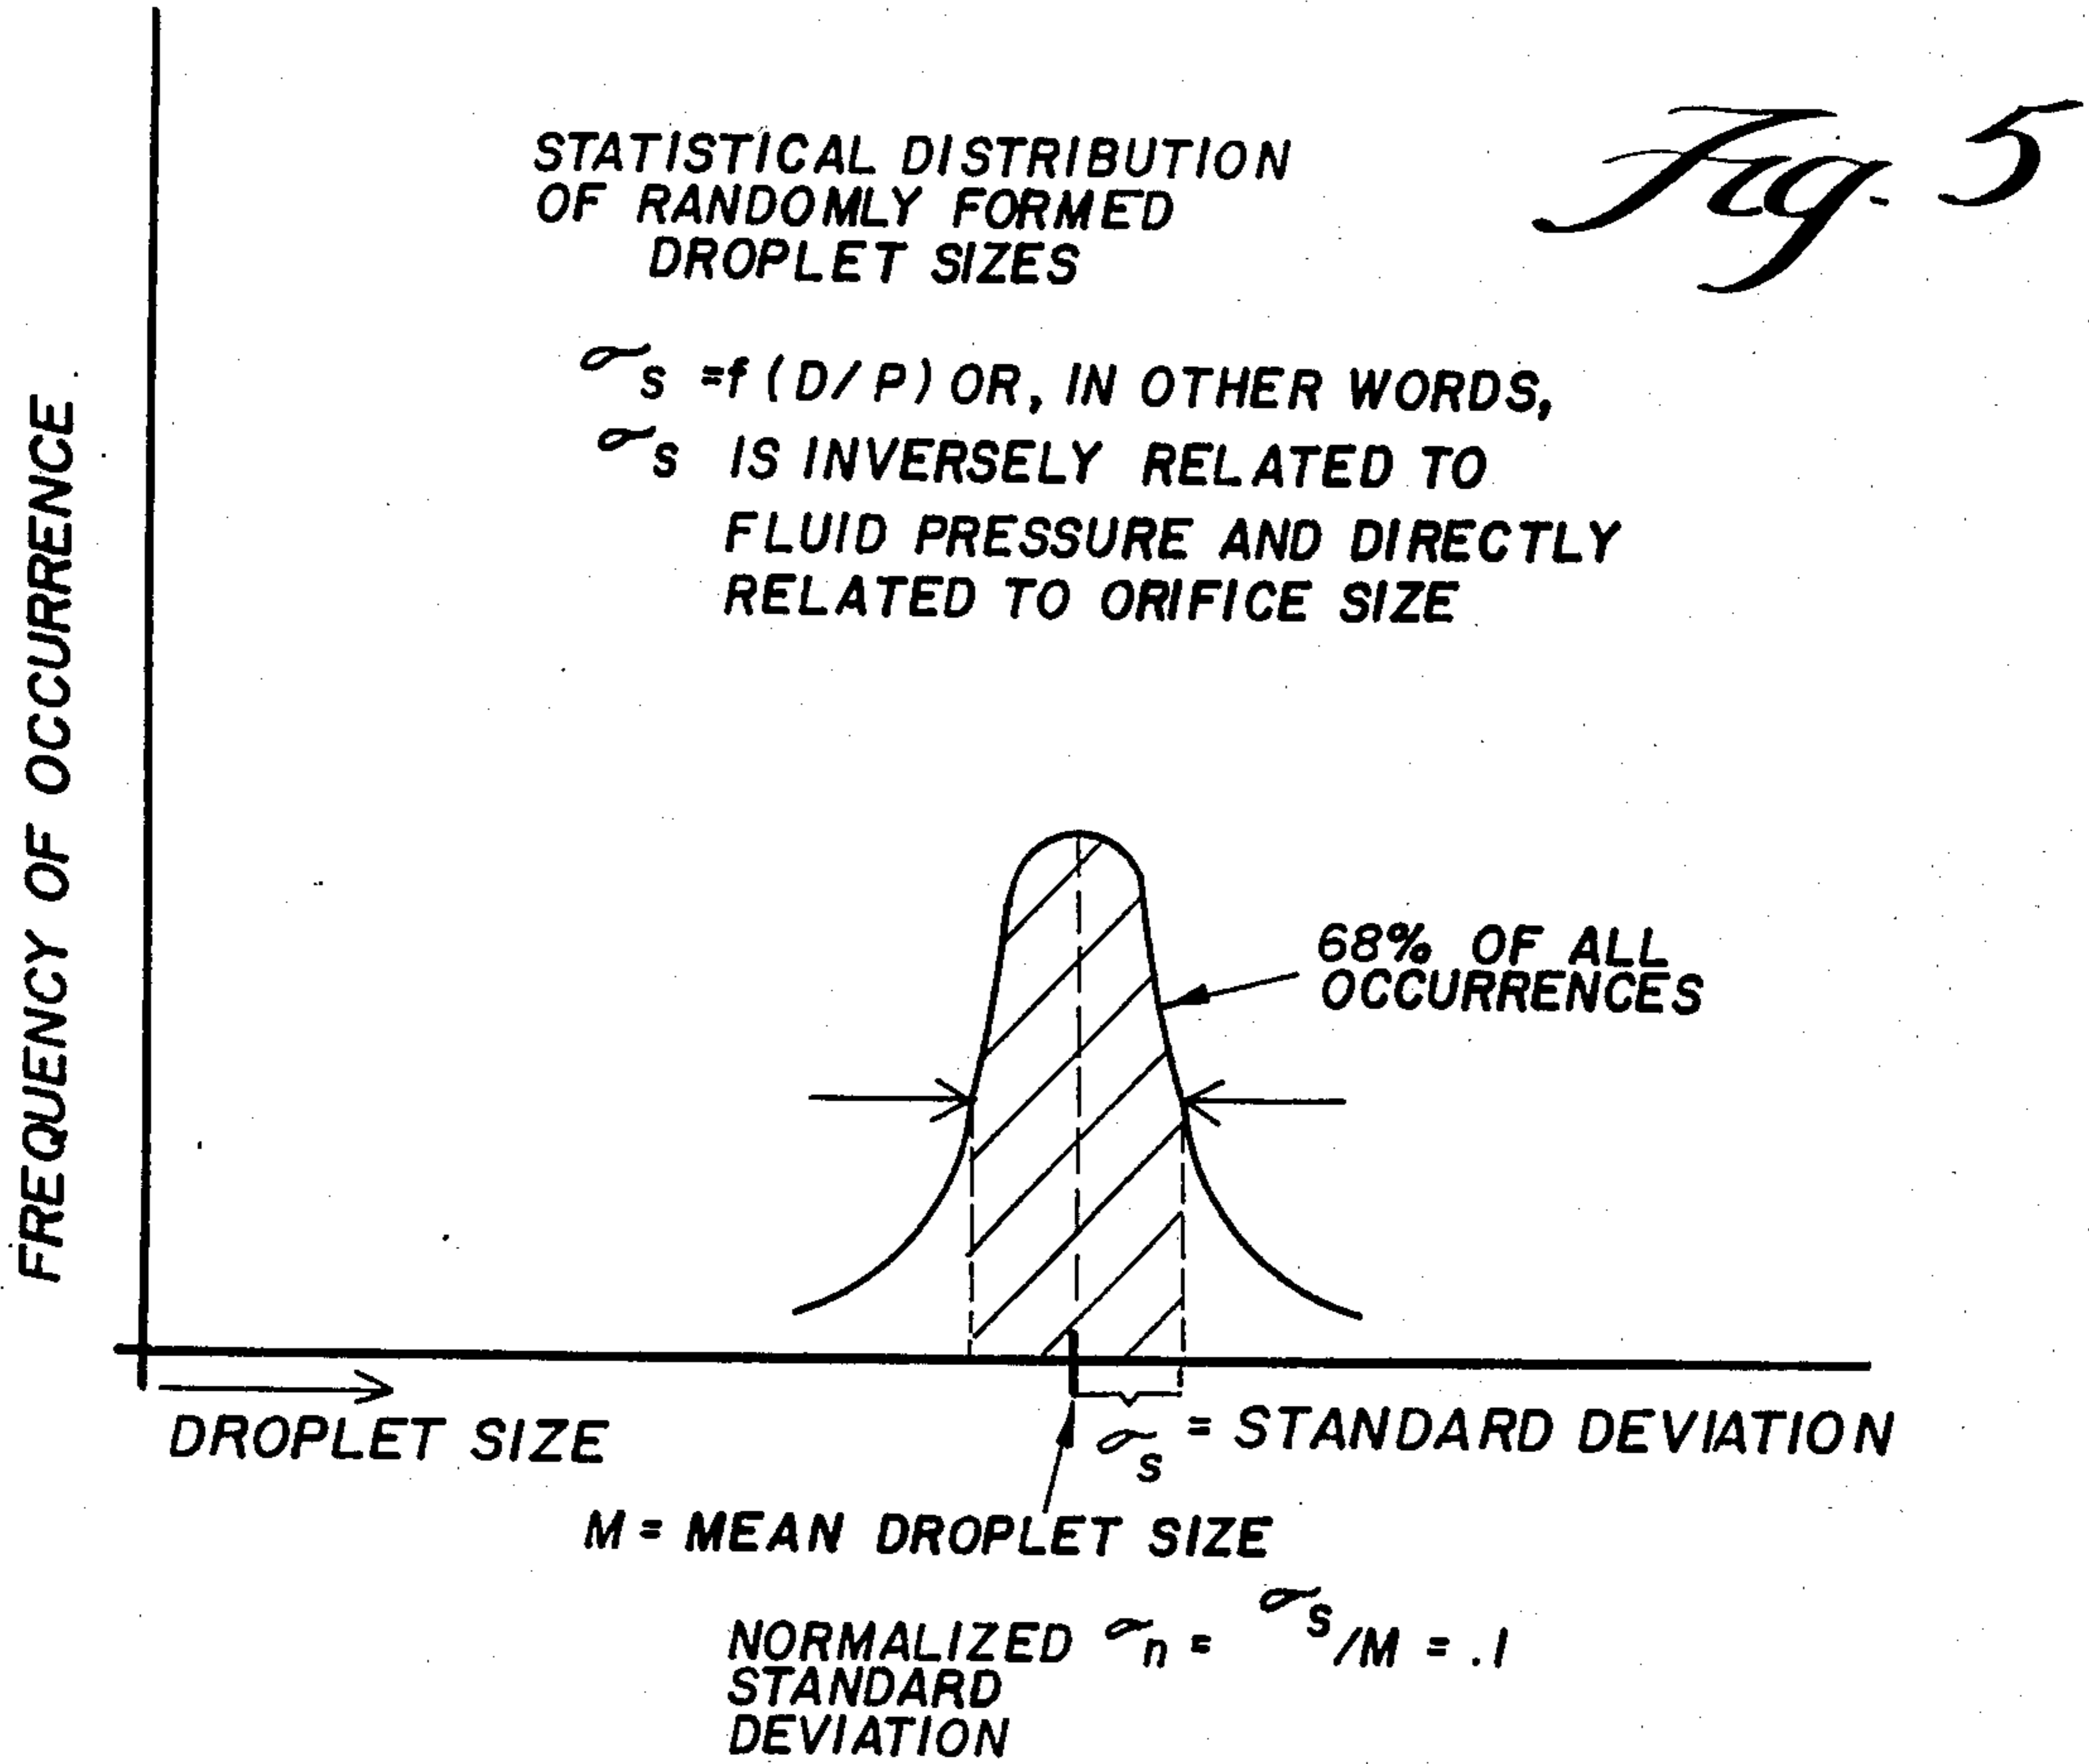 Fig. 5
STATISTICAL DISTRIBUTION
OF RANDOMLY FORMED
DROPLET SIZES
σs =f (D/P) OR, IN OTHER WORDS,
σs IS INVERSELY RELATED TO
FLUID PRESSURE AND DIRECTLY
RELATED TO ORIFICE SIZE
FREQUENCY OF OCCURRENCE
68% OF ALL
OCCURRENCES
DROPLET SIZE
σs = STANDARD DEVIATION
M = MEAN DROPLET SIZE
NORMALIZED σn = σs/M = .1
STANDARD
DEVIATION